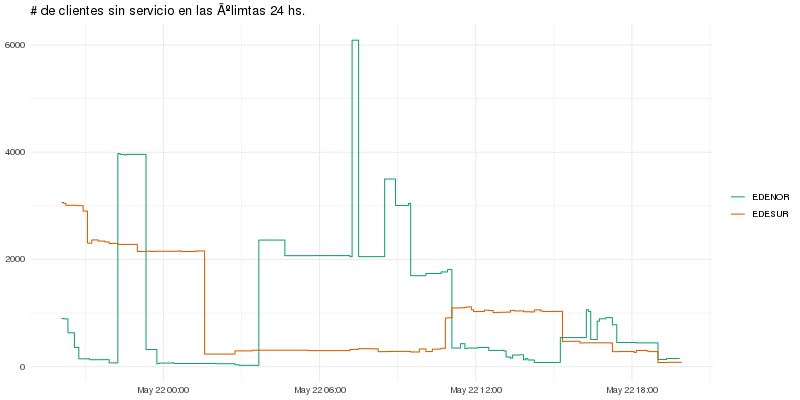 # de clientes sin servicio en las Ãºlimtas 24 hs.
6000
4000
2000
0
May 22 00:00
May 22 06:00
May 22 12:00
May 22 18:00
EDENOR
EDESUR